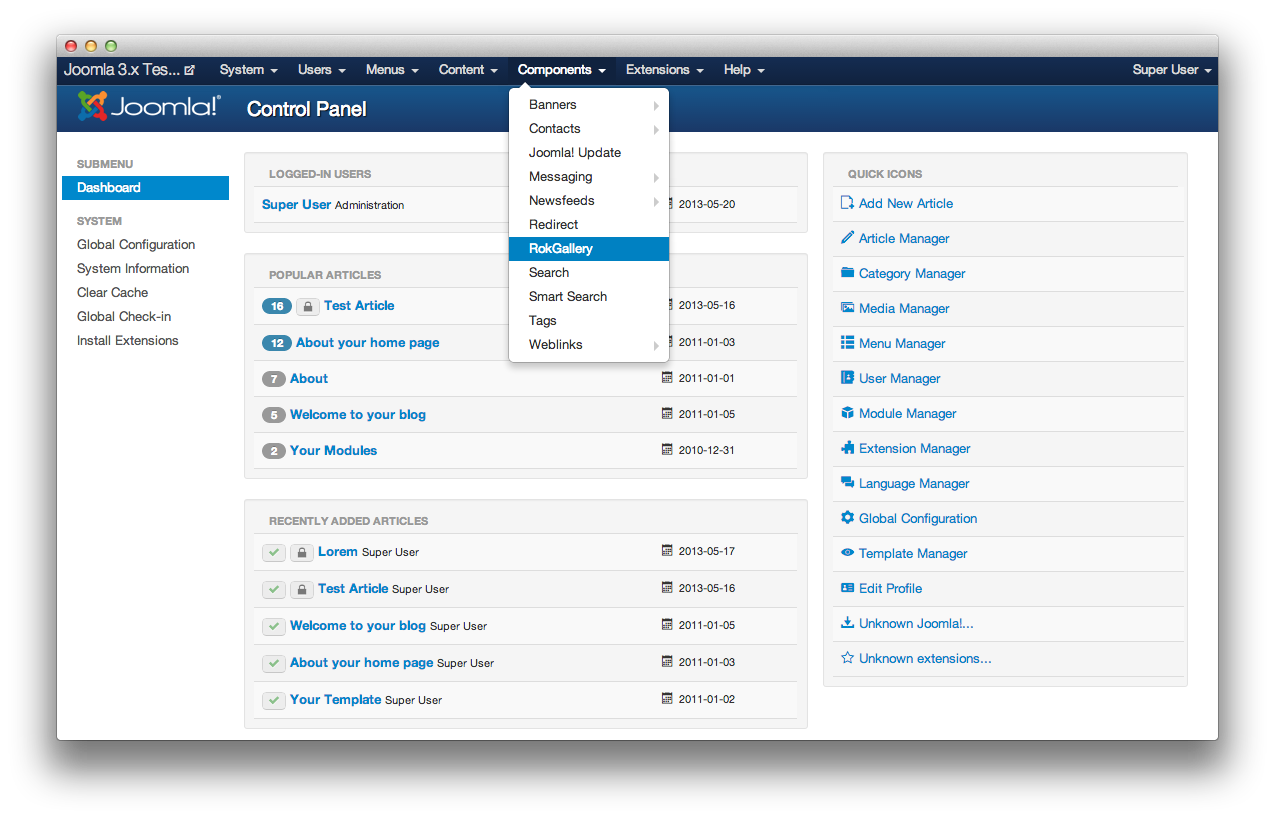 Joomla 3.x Tes... System Users Menus Content Components Extensions Help Super User
Joomla!® Control Panel
Banners
Contacts
Joomla! Update
Messaging
Newsfeeds
Redirect
RokGallery
Search
Smart Search
Tags
Weblinks
SUBMENU
Dashboard
SYSTEM
Global Configuration
System Information
Clear Cache
Global Check-in
Install Extensions
LOGGED-IN USERS
Super User Administration 2013-05-20
POPULAR ARTICLES
16 Test Article 2013-05-16
12 About your home page 2011-01-03
7 About 2011-01-01
5 Welcome to your blog 2011-01-05
2 Your Modules 2010-12-31
RECENTLY ADDED ARTICLES
Lorem Super User 2013-05-17
Test Article Super User 2013-05-16
Welcome to your blog Super User 2011-01-05
About your home page Super User 2011-01-03
Your Template Super User 2011-01-02
QUICK ICONS
Add New Article
Article Manager
Category Manager
Media Manager
Menu Manager
User Manager
Module Manager
Extension Manager
Language Manager
Global Configuration
Template Manager
Edit Profile
Unknown Joomla!...
Unknown extensions...